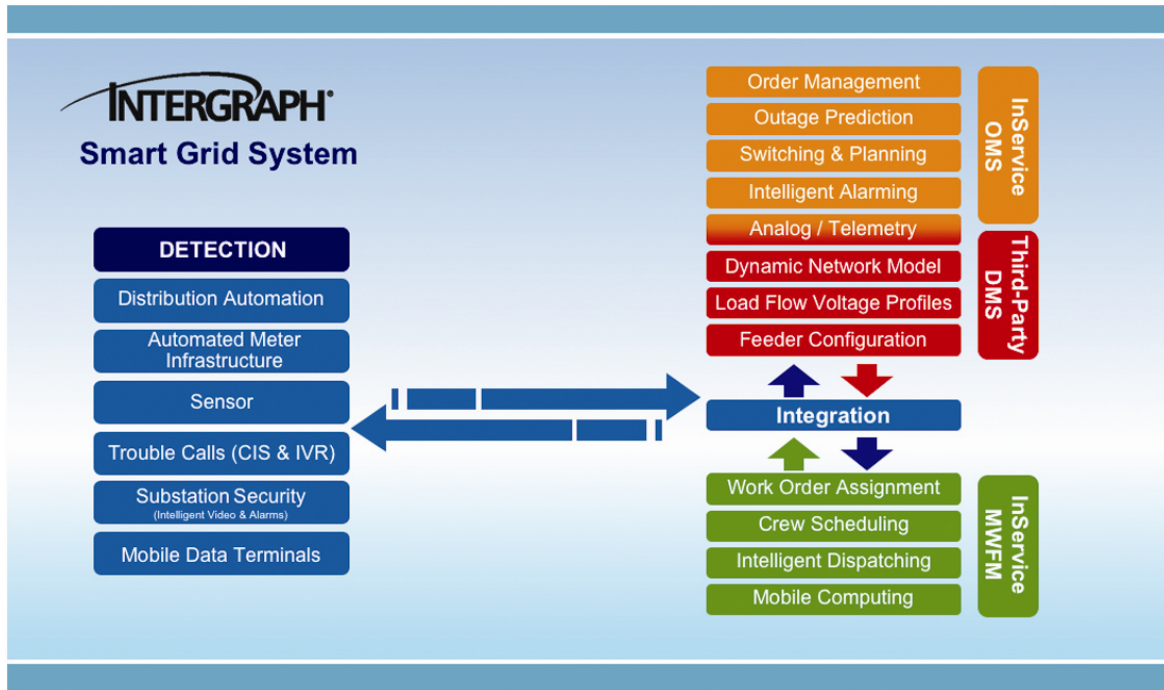 INTERGRAPH®
Smart Grid System
DETECTION
Distribution Automation
Automated Meter
Infrastructure
Sensor
Trouble Calls (CIS & IVR)
Substation Security
(Intelligent Video & Alarms)
Mobile Data Terminals
Order Management
Outage Prediction
Switching & Planning
Intelligent Alarming
Analog / Telemetry
Dynamic Network Model
Load Flow Voltage Profiles
Feeder Configuration
InService
OMS
Third-Party
DMS
Integration
Work Order Assignment
Crew Scheduling
Intelligent Dispatching
Mobile Computing
InService
MWFM